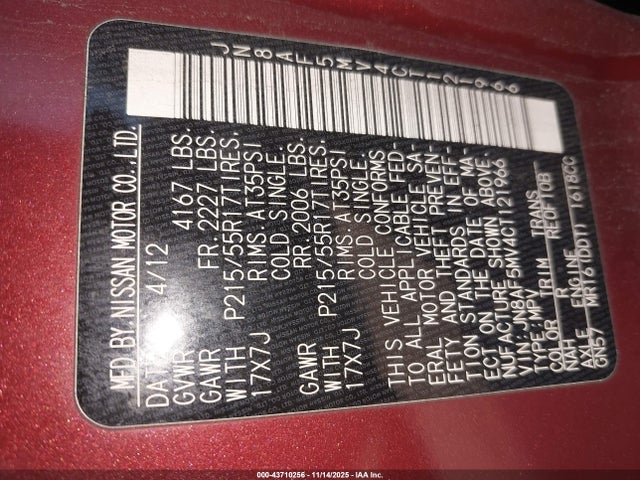 JN8AF5MV4CT121966
MFD BY NISSAN MOTOR CO., LTD.
DATE 4/12
GVWR 4167 LBS.
GAWR FR. 2227 LBS.
WITH P215/55R17TIRES.
17X7J RIMS. AT35PSI
COLD SINGLE.
GAWR RR. 2006 LBS.
WITH P215/55R17TIRES.
17X7J RIMS. AT35PSI
COLD SINGLE.
THIS VEHICLE CONFORMS
TO ALL APPLICABLE FED-
ERAL MOTOR VEHICLE SA-
FETY AND THEFT PREVEN-
TION STANDARDS IN EFF-
ECT ON THE DATE OF MA-
NUFACTURE SHOWN ABOVE.
VIN: JN8AF5MV4CT121966
TYPE: MPV
COLOR TRIM TRANS
NAH R RE0F10B
AXLE ENGINE
GN57 MR16(DDT) 1618CC
000-43710256 - 11/14/2025 - IAA Inc.